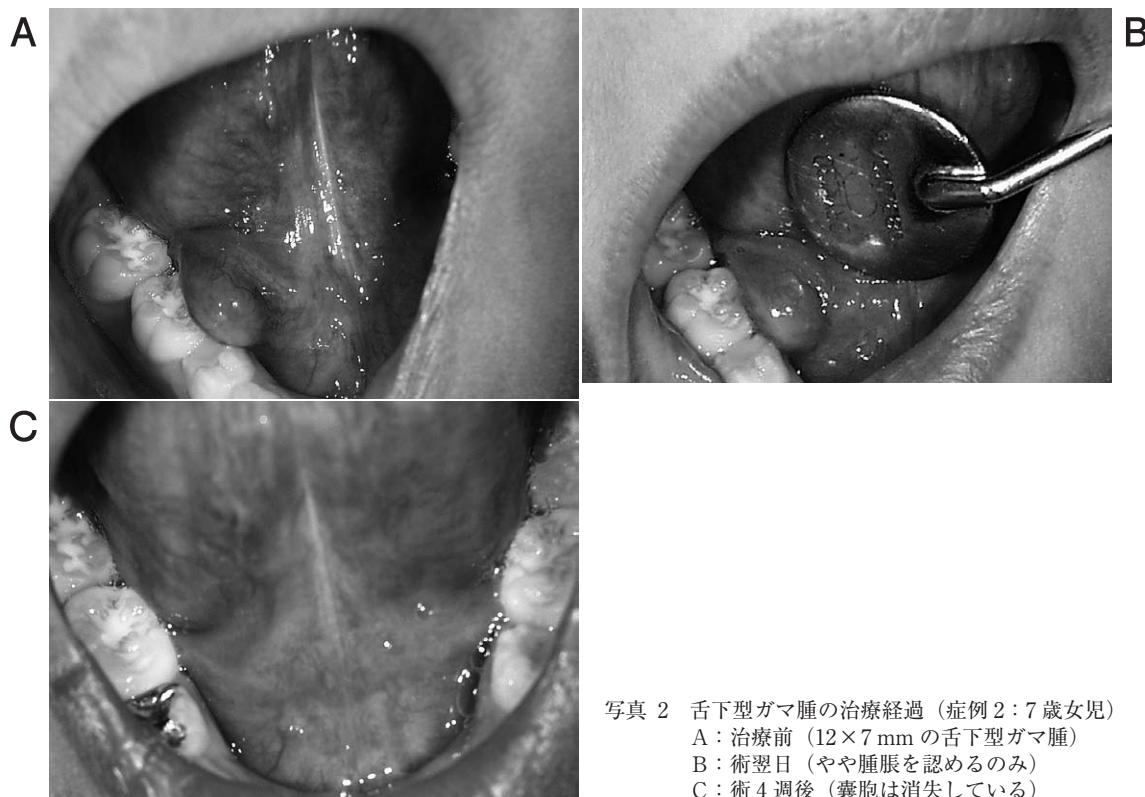 A
B
C
写真 2 舌下型ガマ腫の治療経過（症例 2：7 歳女児）
A：治療前（12×7 mm の舌下型ガマ腫）
B：術翌日（やや腫脹を認めるのみ）
C：術 4 週後（嚢胞は消失している）